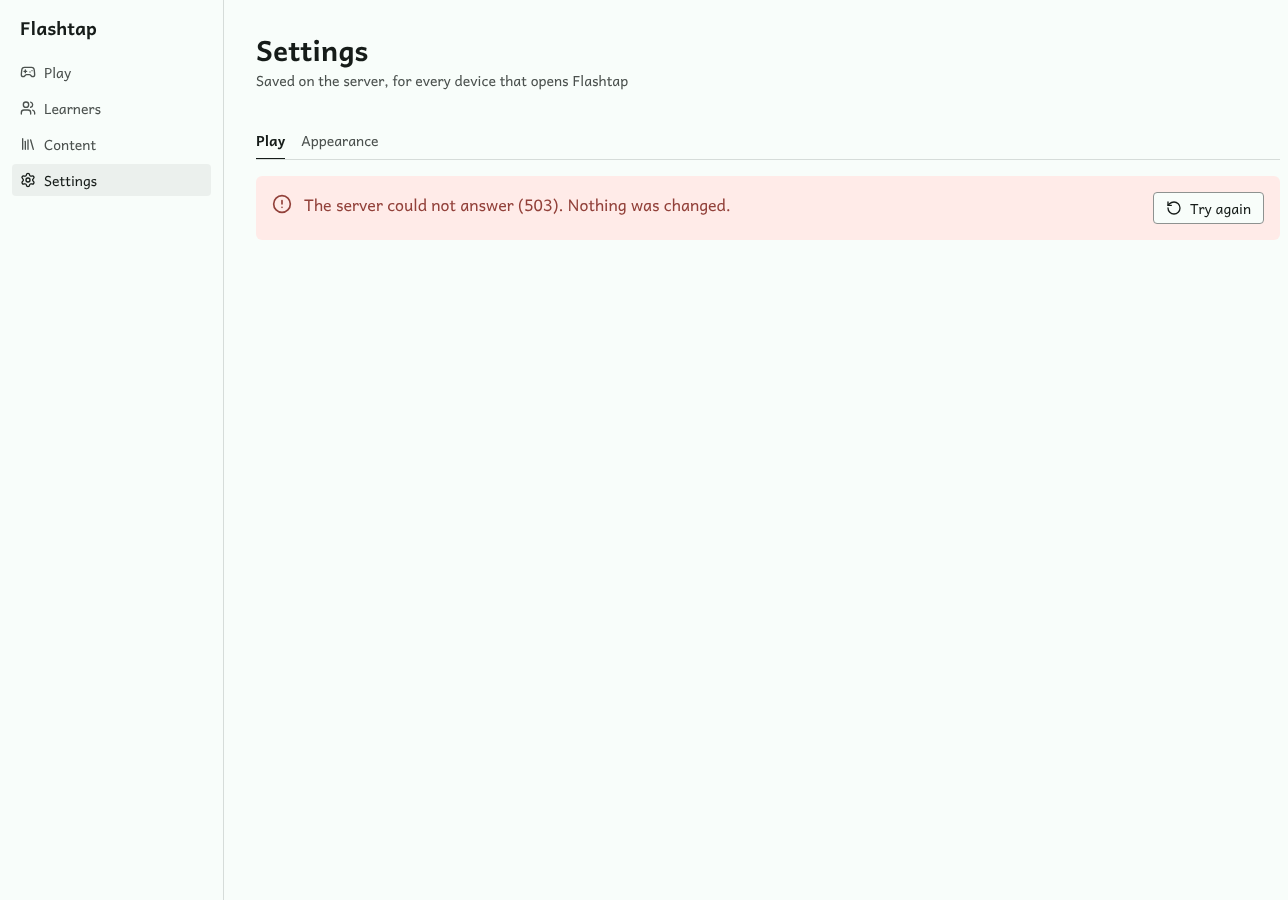 Flashtap
Play
Learners
Content
Settings
Settings
Saved on the server, for every device that opens Flashtap
Play
Appearance
The server could not answer (503). Nothing was changed.
Try again